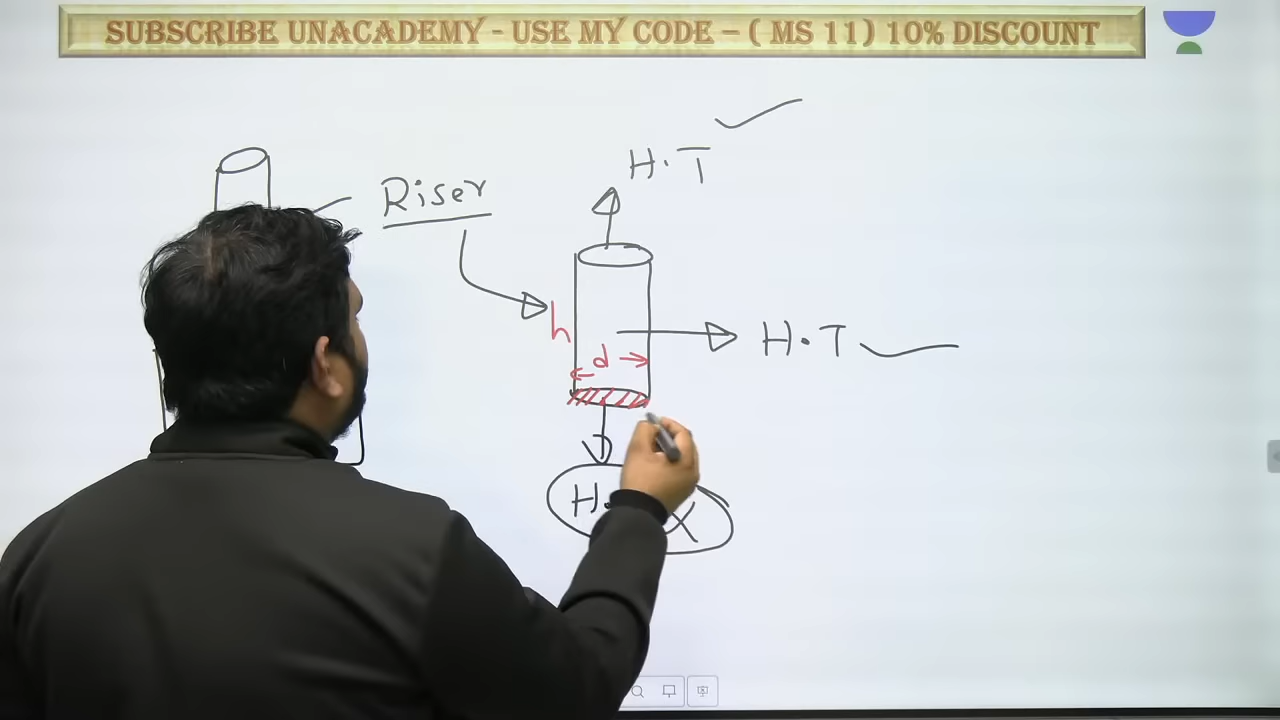 SUBSCRIBE UNACADEMY - USE MY CODE – ( MS 11) 10% DISCOUNT
H.T
Riser
h
H.T
d
H.